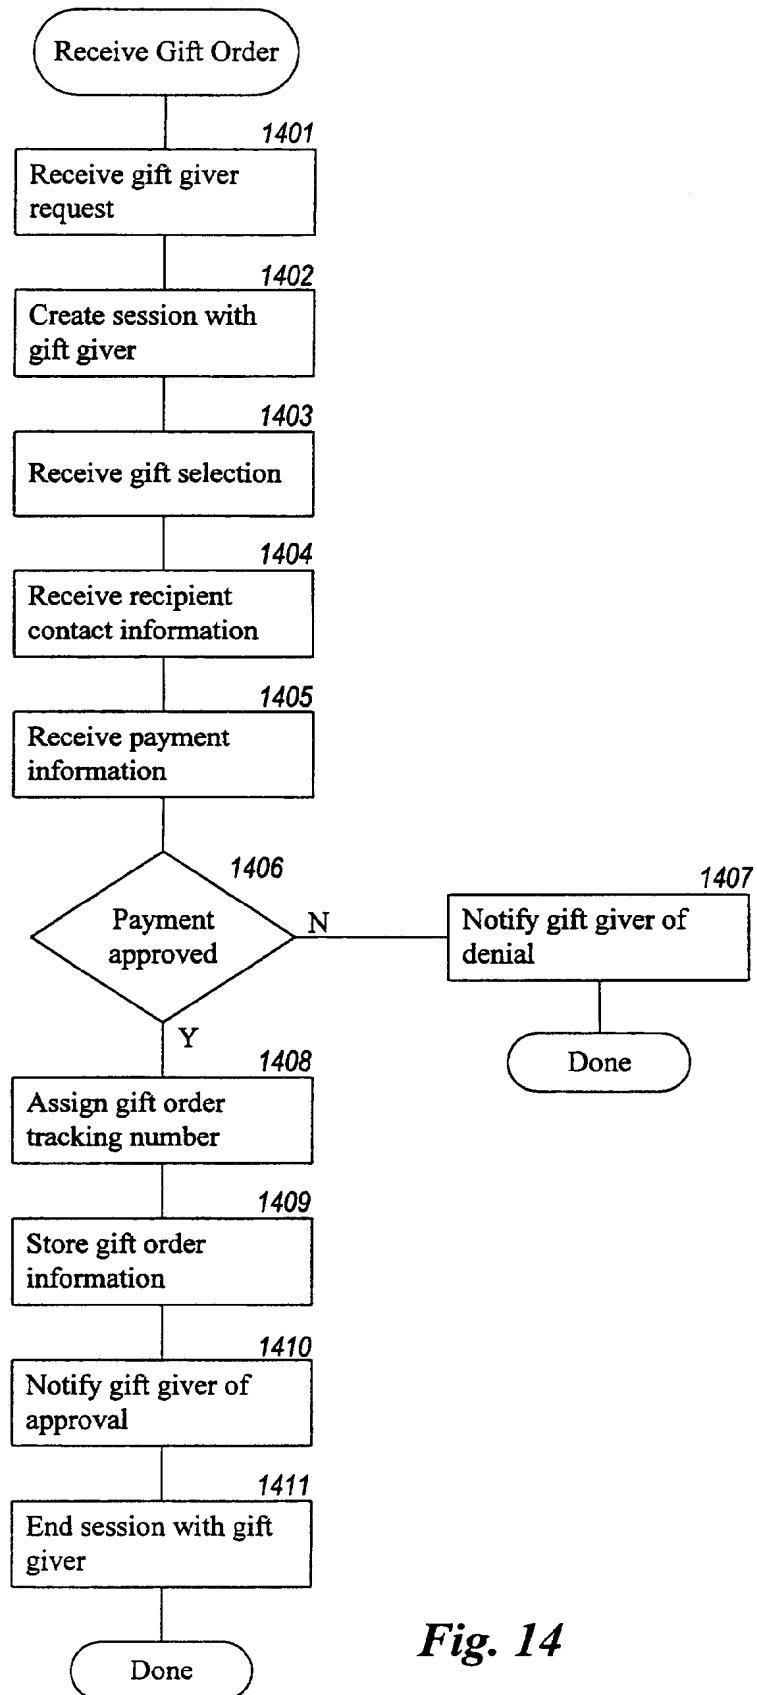 Receive Gift Order
1401
Receive gift giver
request
1402
Create session with
gift giver
1403
Receive gift selection
1404
Receive recipient
contact information
1405
Receive payment
information
1406
Payment
approved
N
1407
Notify gift giver of
denial
Done
Y
1408
Assign gift order
tracking number
1409
Store gift order
information
1410
Notify gift giver of
approval
1411
End session with gift
giver
Done
Fig. 14